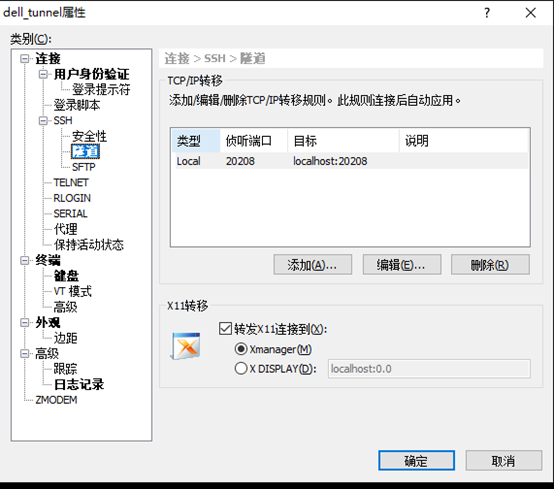 dell_tunnel属性
类别(C):
连接
用户身份验证
登录提示符
登录脚本
SSH
安全性
隧道
SFTP
TELNET
RLOGIN
SERIAL
代理
保持活动状态
终端
键盘
VT 模式
高级
外观
边距
高级
跟踪
日志记录
ZMODEM
连接 > SSH > 隧道
TCP/IP转移
添加/编辑/删除TCP/IP转移规则。此规则连接后自动应用。
类型 侦听端口 目标 说明
Local 20208 localhost:20208
添加(A)... 编辑(E)... 删除(R)
X11转移
转发X11连接到(X):
Xmanager(M)
X DISPLAY(D): localhost:0.0
确定 取消